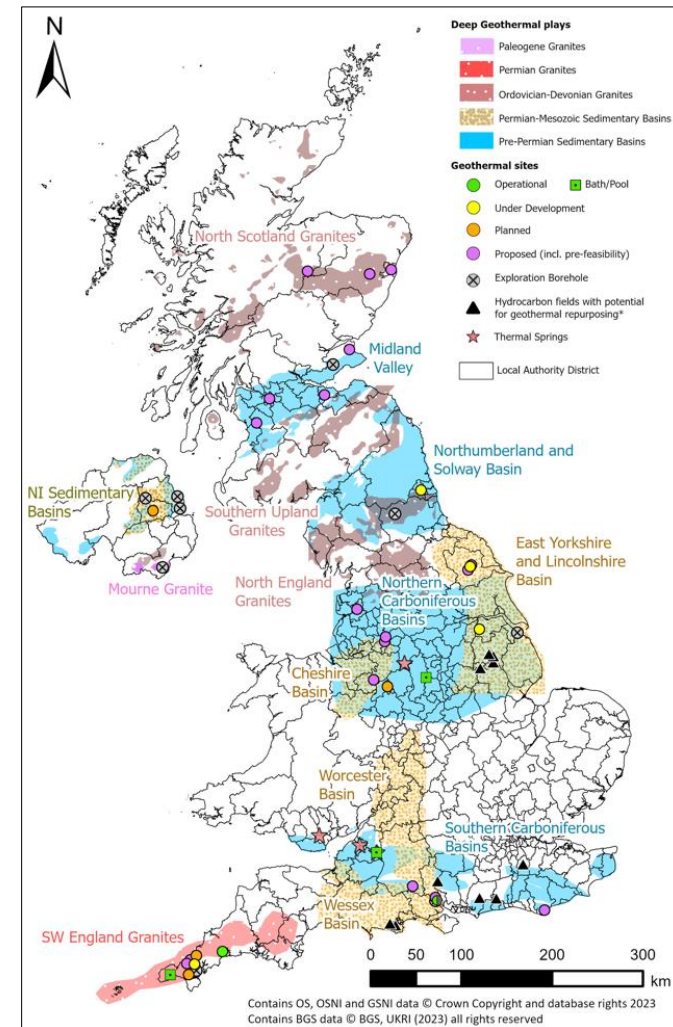 N
Deep Geothermal plays
Paleogene Granites
Permian Granites
Ordovician-Devonian Granites
Permian-Mesozoic Sedimentary Basins
Pre-Permian Sedimentary Basins
Geothermal sites
Operational
Bath/Pool
Under Development
Planned
Proposed (incl. pre-feasibility)
Exploration Borehole
Hydrocarbon fields with potential
for geothermal repurposing*
Thermal Springs
Local Authority District
North Scotland Granites
Midland
Valley
Northumberland and
Solway Basin
NI Sedimentary
Basins
Southern Upland
Granites
Mourne Granite
East Yorkshire
and Lincolnshire
Basin
North England
Granites
Northern
Carboniferous
Basins
Cheshire
Basin
Worcester
Basin
Southern Carboniferous
Basins
Wessex
Basin
SW England Granites
0 50 100 200 300
km
Contains OS, OSNI and GSNI data © Crown Copyright and database rights 2023
Contains BGS data © BGS, UKRI (2023) all rights reserved